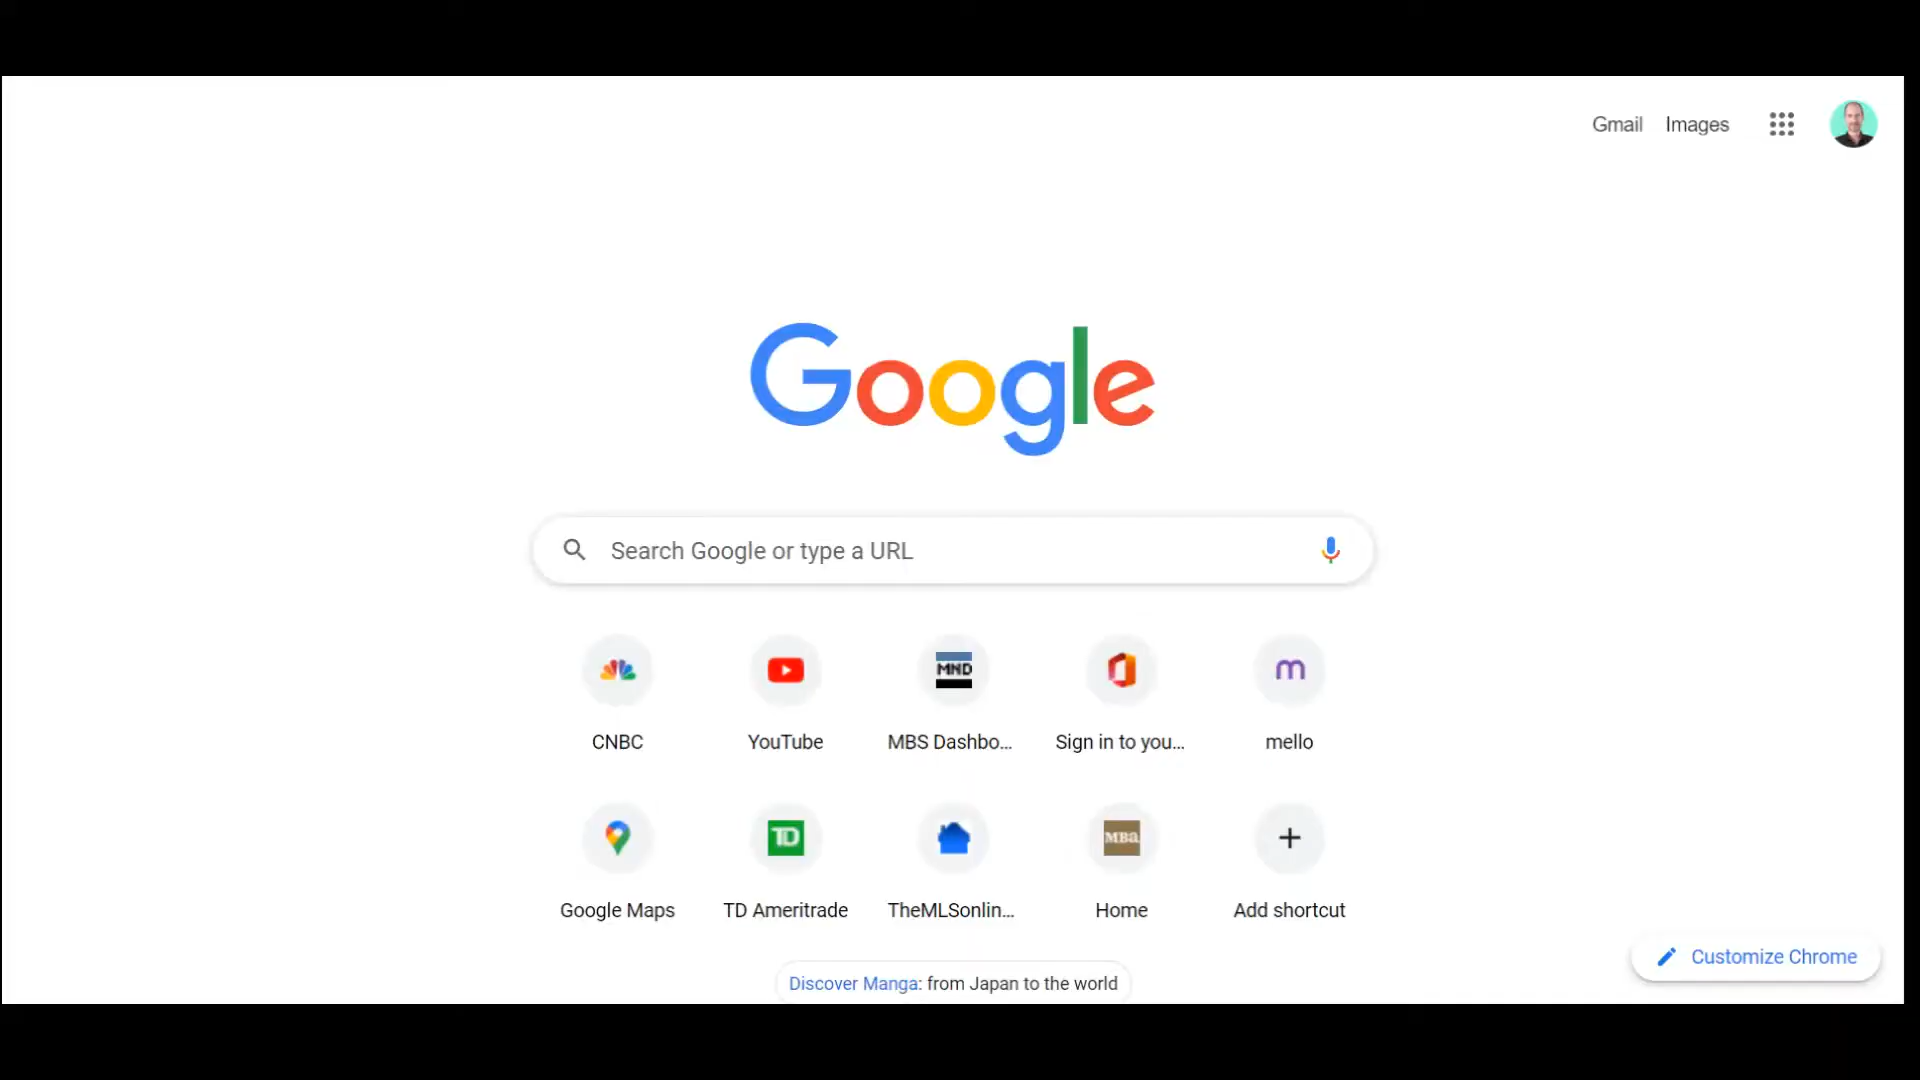 Gmail Images
Google
Search Google or type a URL
MND
m
CNBC YouTube MBS Dashbo... Sign in to you... mello
TD
MBa
Google Maps TD Ameritrade TheMLSonlin... Home Add shortcut
Customize Chrome
Discover Manga: from Japan to the world